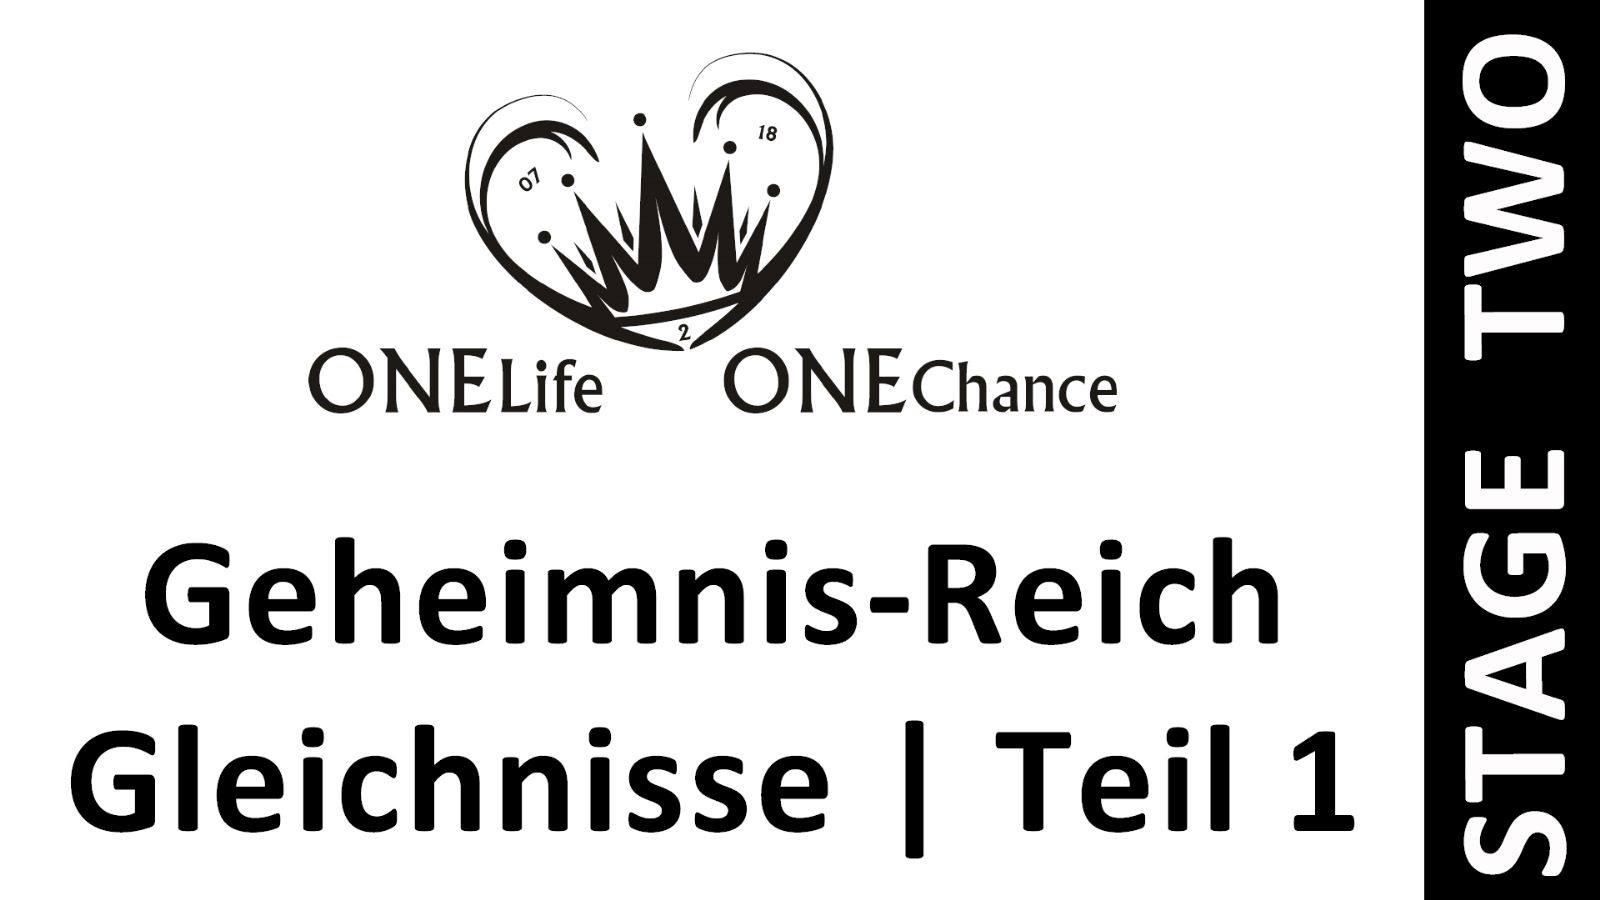 07
18
2
ONELife ONEChance
Geheimnis-Reich
Gleichnisse | Teil 1
STAGE TWO